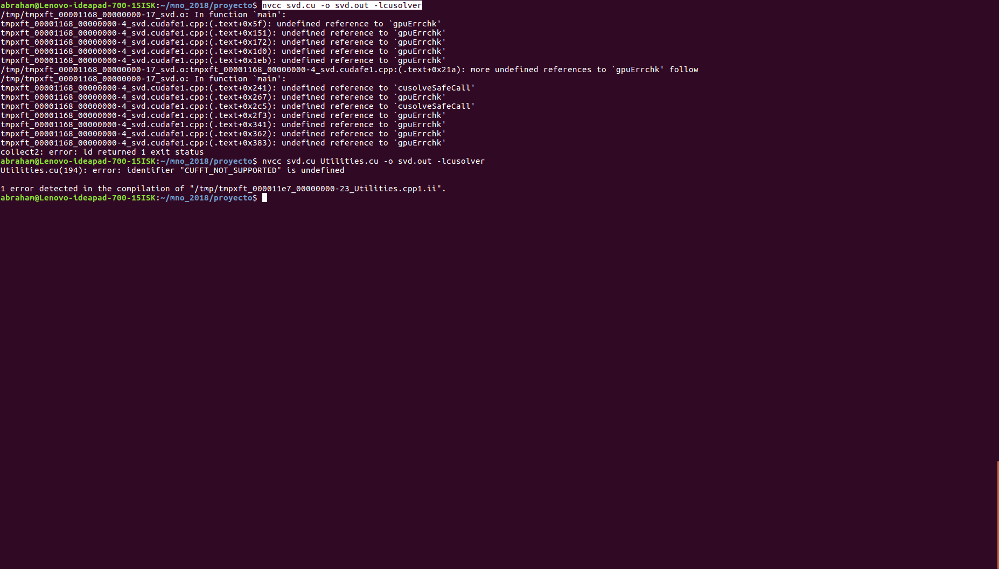 abraham@Lenovo-ideapad-700-15ISK:~/mno_2018/proyecto$ nvcc svd.cu -o svd.out -lcusolver
/tmp/tmpxft_00001168_00000000-17_svd.o: In function `main':
tmpxft_00001168_00000000-4_svd.cudafe1.cpp:(.text+0x5f): undefined reference to `gpuErrchk'
tmpxft_00001168_00000000-4_svd.cudafe1.cpp:(.text+0x151): undefined reference to `gpuErrchk'
tmpxft_00001168_00000000-4_svd.cudafe1.cpp:(.text+0x172): undefined reference to `gpuErrchk'
tmpxft_00001168_00000000-4_svd.cudafe1.cpp:(.text+0x1d0): undefined reference to `gpuErrchk'
tmpxft_00001168_00000000-4_svd.cudafe1.cpp:(.text+0x1eb): undefined reference to `gpuErrchk'
/tmp/tmpxft_00001168_00000000-17_svd.o:tmpxft_00001168_00000000-4_svd.cudafe1.cpp:(.text+0x21a): more undefined references to `gpuErrchk' follow
/tmp/tmpxft_00001168_00000000-17_svd.o: In function `main':
tmpxft_00001168_00000000-4_svd.cudafe1.cpp:(.text+0x241): undefined reference to `cusolveSafeCall'
tmpxft_00001168_00000000-4_svd.cudafe1.cpp:(.text+0x267): undefined reference to `gpuErrchk'
tmpxft_00001168_00000000-4_svd.cudafe1.cpp:(.text+0x2c5): undefined reference to `cusolveSafeCall'
tmpxft_00001168_00000000-4_svd.cudafe1.cpp:(.text+0x2f3): undefined reference to `gpuErrchk'
tmpxft_00001168_00000000-4_svd.cudafe1.cpp:(.text+0x341): undefined reference to `gpuErrchk'
tmpxft_00001168_00000000-4_svd.cudafe1.cpp:(.text+0x362): undefined reference to `gpuErrchk'
tmpxft_00001168_00000000-4_svd.cudafe1.cpp:(.text+0x383): undefined reference to `gpuErrchk'
collect2: error: ld returned 1 exit status
abraham@Lenovo-ideapad-700-15ISK:~/mno_2018/proyecto$ nvcc svd.cu Utilities.cu -o svd.out -lcusolver
Utilities.cu(194): error: identifier "CUFFT_NOT_SUPPORTED" is undefined
1 error detected in the compilation of "/tmp/tmpxft_000011e7_00000000-23_Utilities.cpp1.ii".
abraham@Lenovo-ideapad-700-15ISK:~/mno_2018/proyecto$